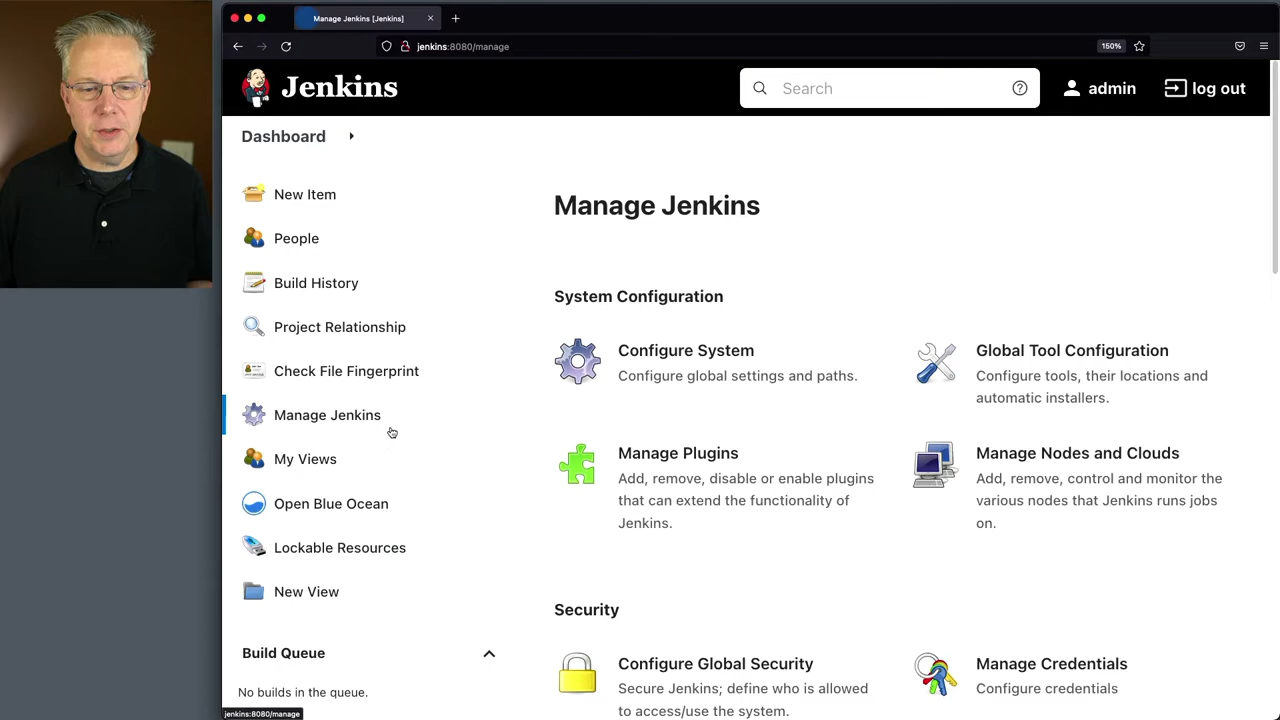 Manage Jenkins [Jenkins]
jenkins:8080/manage
150%
Jenkins
Search
admin
log out
Dashboard
New Item
People
Build History
Project Relationship
Check File Fingerprint
Manage Jenkins
My Views
Open Blue Ocean
Lockable Resources
New View
Build Queue
No builds in the queue.
jenkins:8080/manage
Manage Jenkins
System Configuration
Configure System
Configure global settings and paths.
Global Tool Configuration
Configure tools, their locations and
automatic installers.
Manage Plugins
Add, remove, disable or enable plugins
that can extend the functionality of
Jenkins.
Manage Nodes and Clouds
Add, remove, control and monitor the
various nodes that Jenkins runs jobs
on.
Security
Configure Global Security
Secure Jenkins; define who is allowed
to access/use the system.
Manage Credentials
Configure credentials